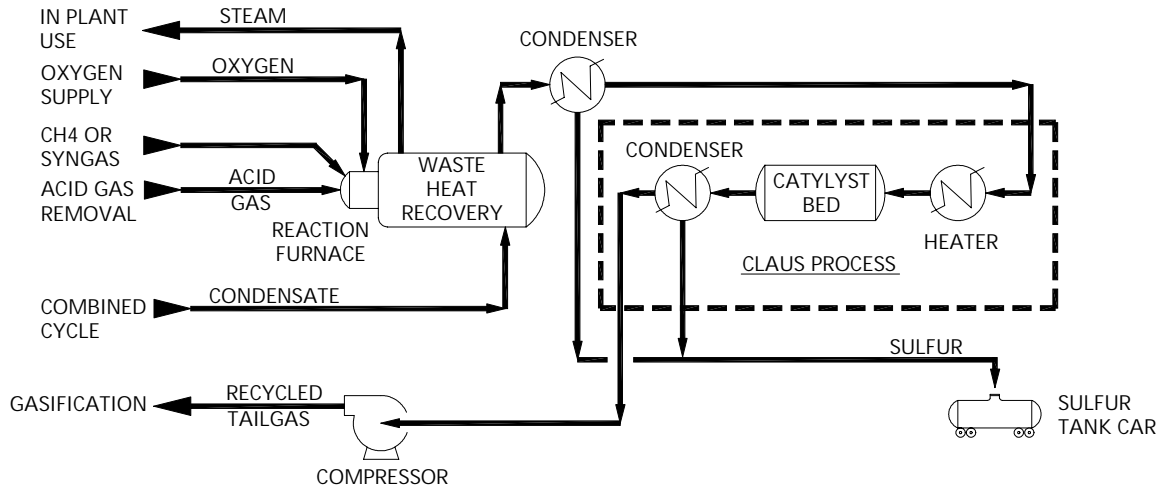 IN PLANT
USE
STEAM
CONDENSER
OXYGEN
SUPPLY
OXYGEN
CH4 OR
SYNGAS
ACID GAS
REMOVAL
ACID
GAS
WASTE
HEAT
RECOVERY
REACTION
FURNACE
CONDENSER
CATYLYST
BED
HEATER
CLAUS PROCESS
COMBINED
CYCLE
CONDENSATE
SULFUR
GASIFICATION
RECYCLED
TAILGAS
COMPRESSOR
SULFUR
TANK CAR